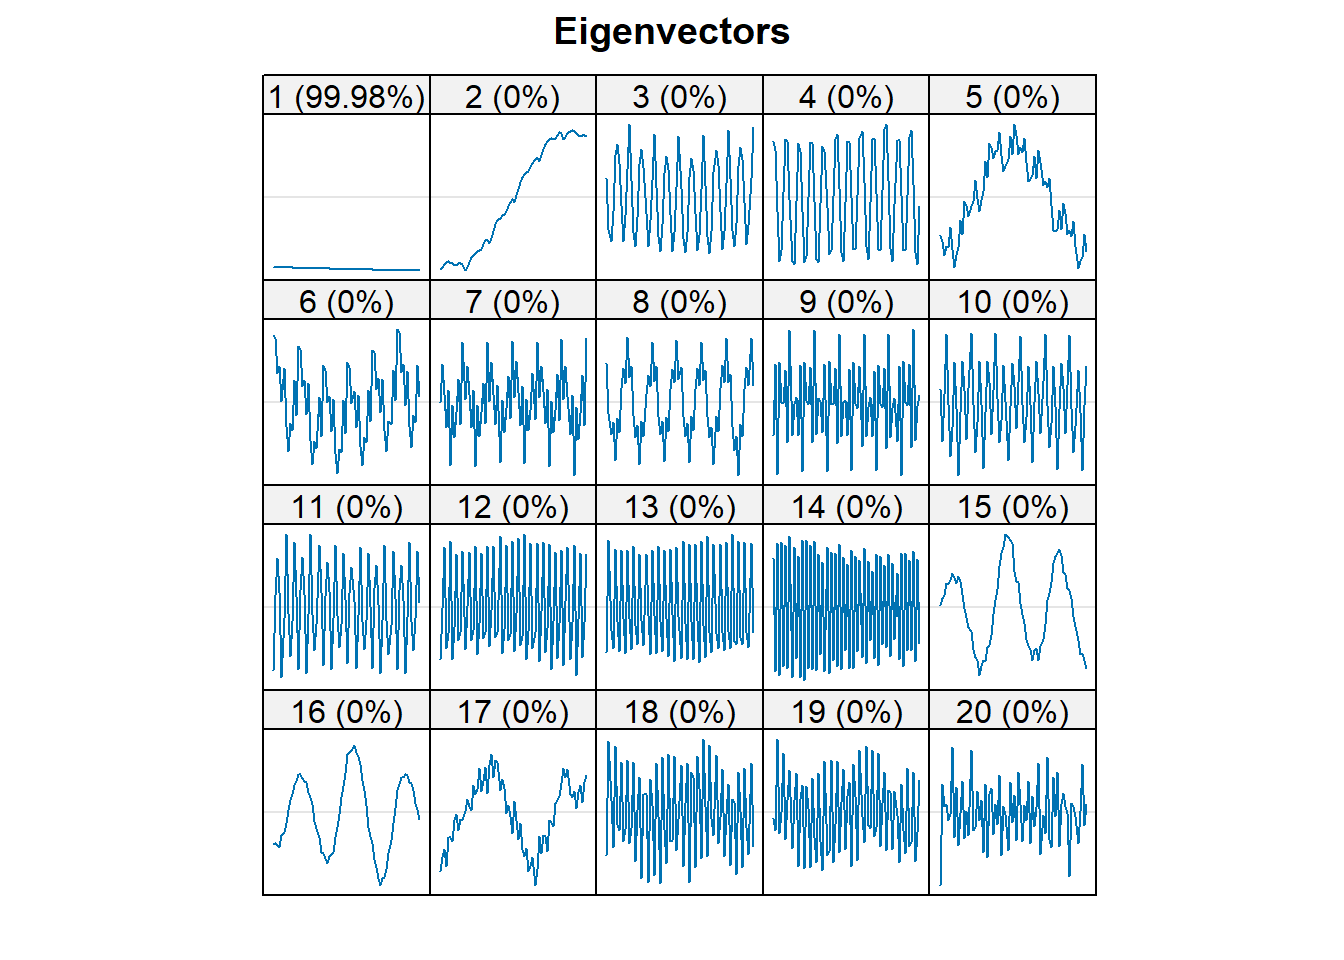 Eigenvectors
1 (99.98%) 2 (0%) 3 (0%) 4 (0%) 5 (0%)
6 (0%) 7 (0%) 8 (0%) 9 (0%) 10 (0%)
11 (0%) 12 (0%) 13 (0%) 14 (0%) 15 (0%)
16 (0%) 17 (0%) 18 (0%) 19 (0%) 20 (0%)